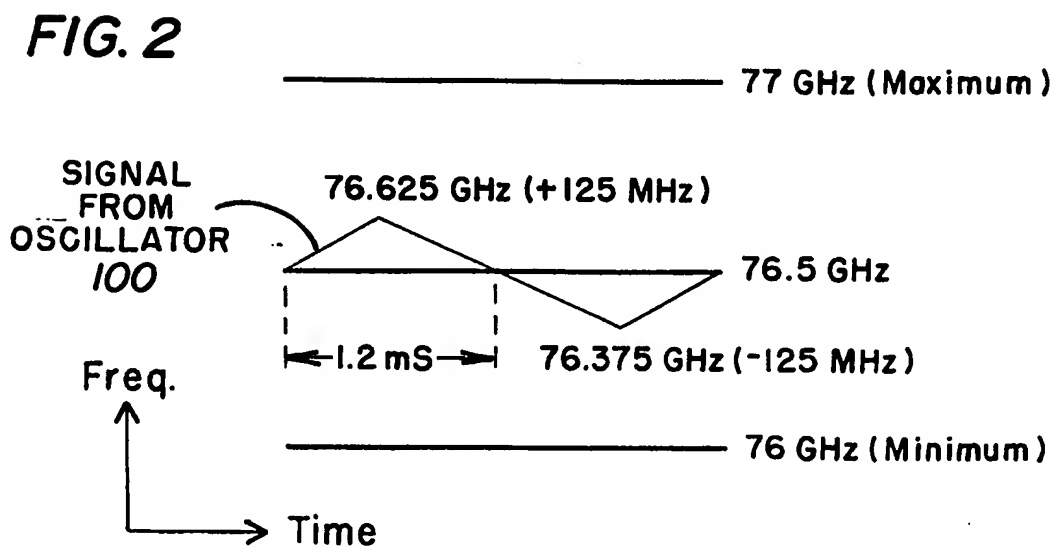 FIG. 2
77 GHz (Maximum)
SIGNAL
FROM
OSCILLATOR
100
76.625 GHz (+125 MHz)
76.5 GHz
1.2 mS
76.375 GHz (-125 MHz)
Freq.
76 GHz (Minimum)
Time